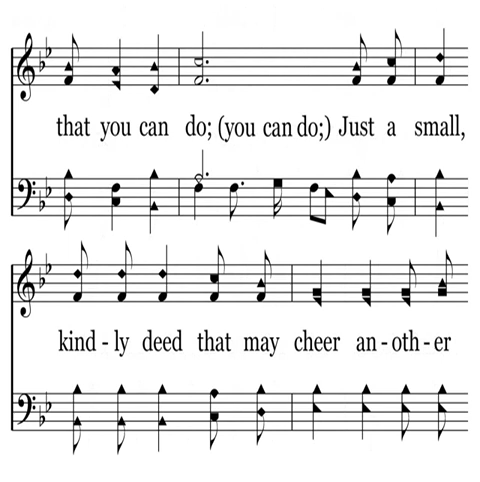 that you can do; (you can do;) Just a small,
kind - ly deed that may cheer an - oth - er